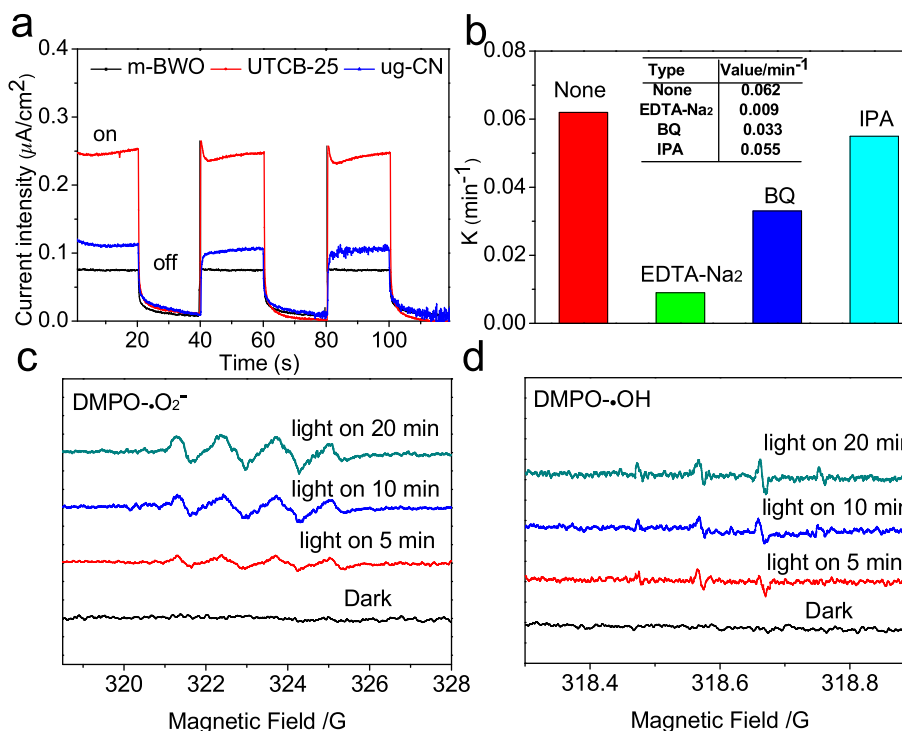 a
0.4
0.3
0.2
0.1
0.0
Current intensity (μA/cm2)
m-BWO UTCB-25 ug-CN
on
off
20 40 60 80 100
Time (s)
b
0.08
0.06
0.04
0.02
0.00
K (min⁻¹)
None
EDTA-Na₂
BQ
IPA
Type Value/min⁻¹
None 0.062
EDTA-Na₂ 0.009
BQ 0.033
IPA 0.055
c
DMPO-·O₂⁻
light on 20 min
light on 10 min
light on 5 min
Dark
320 322 324 326 328
Magnetic Field /G
d
DMPO-·OH
light on 20 min
light on 10 min
light on 5 min
Dark
318.4 318.6 318.8
Magnetic Field /G